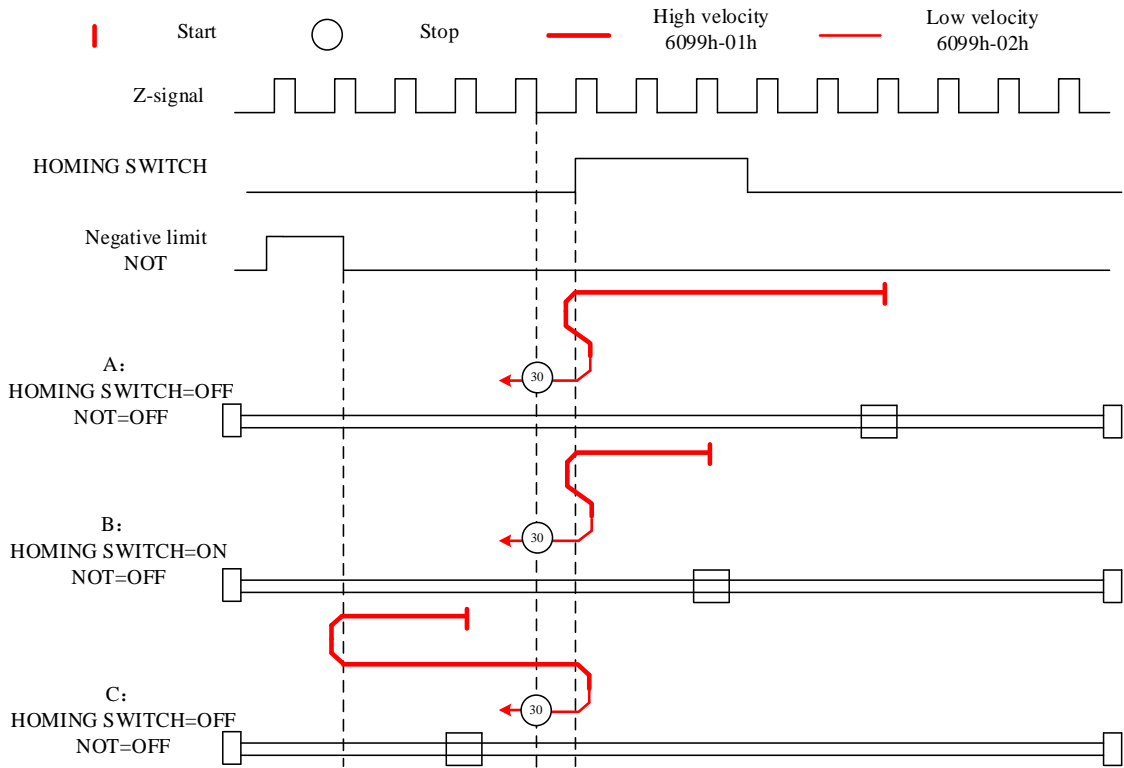 Start
Stop
High velocity
6099h-01h
Low velocity
6099h-02h
Z-signal
HOMING SWITCH
Negative limit
NOT
A：
HOMING SWITCH=OFF
NOT=OFF
30
B：
HOMING SWITCH=ON
NOT=OFF
30
C：
HOMING SWITCH=OFF
NOT=OFF
30